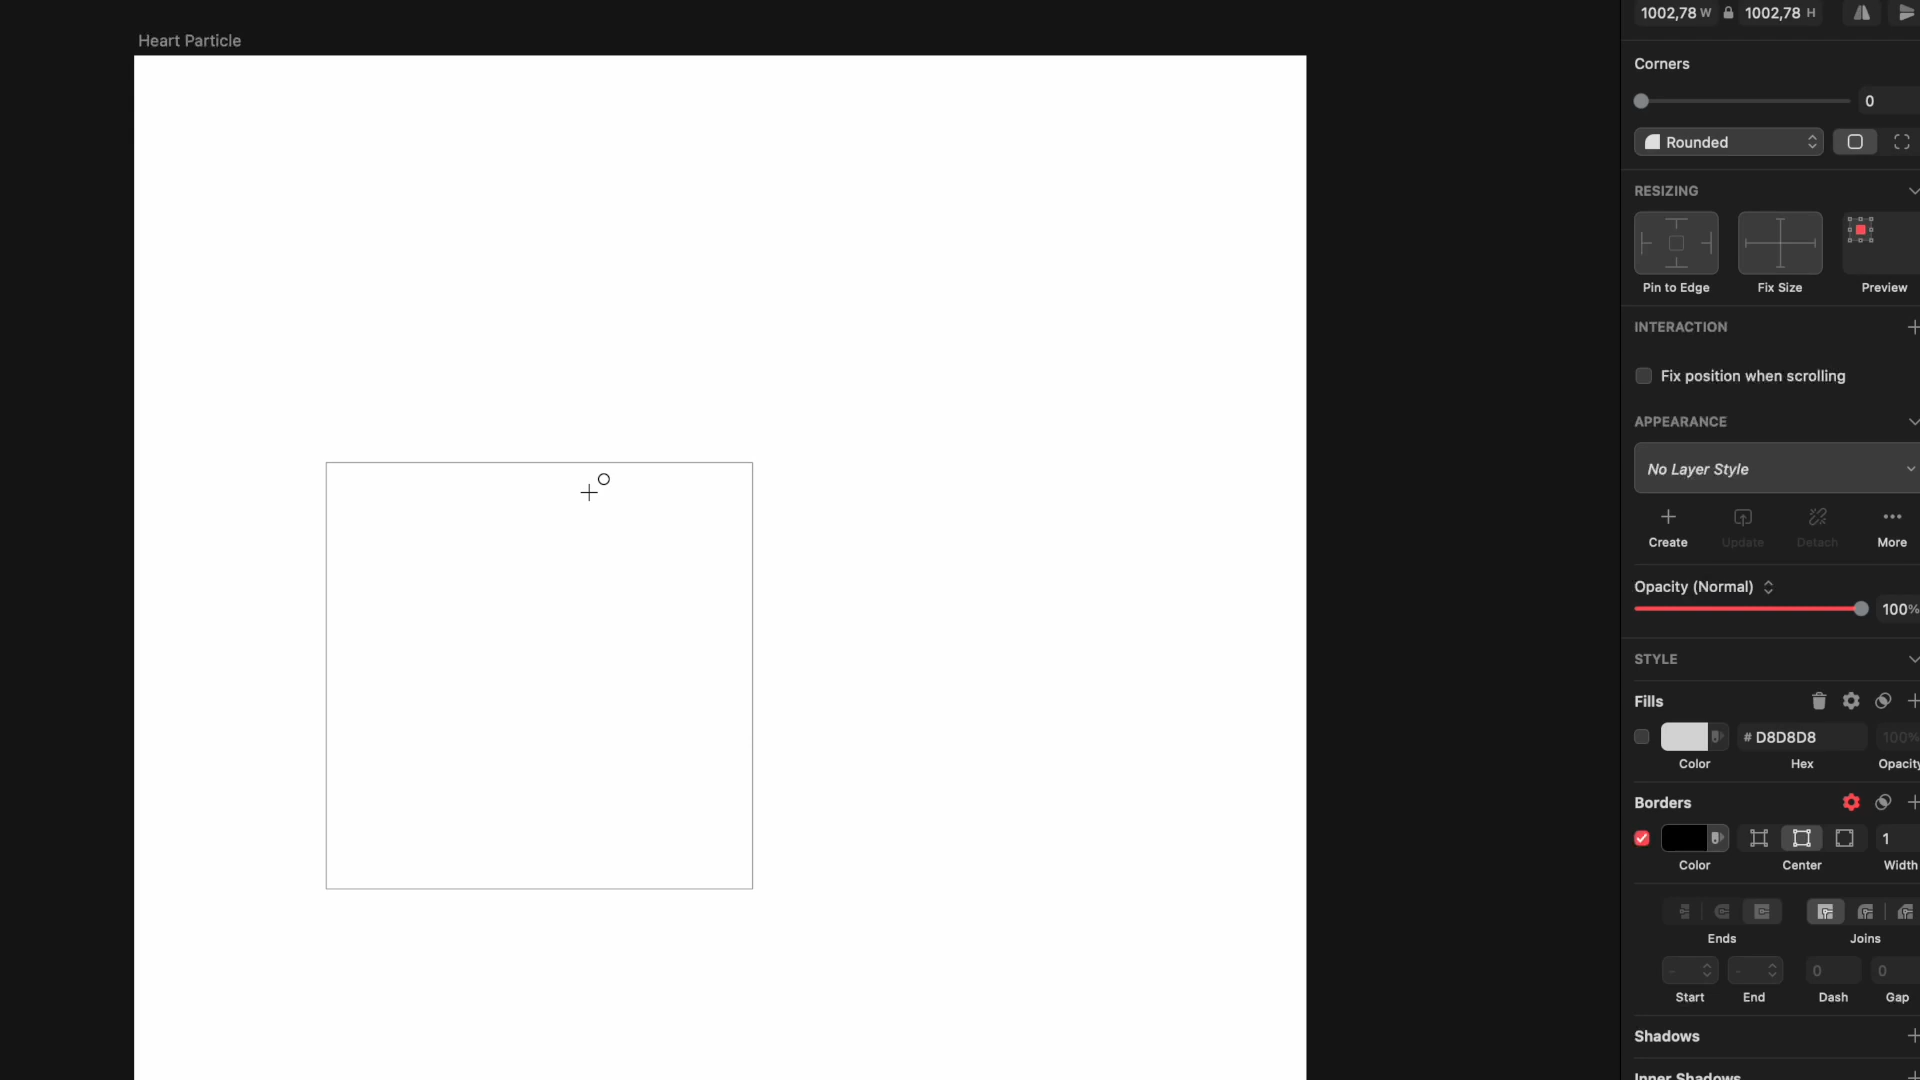 Heart Particle
1002,78 W 1002,78 H
Corners
0
Rounded
RESIZING
Pin to Edge Fix Size Preview
INTERACTION
Fix position when scrolling
APPEARANCE
No Layer Style
Create Update Detach More
Opacity (Normal)
100%
STYLE
Fills
# D8D8D8 100%
Color Hex Opacity
Borders
1
Color Center Width
Ends Joins
- - 0 0
Start End Dash Gap
Shadows
Inner Shadows